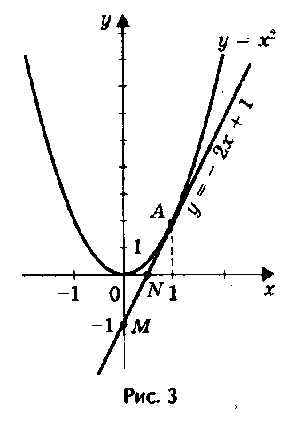 y
y = x²
y = - 2x + 1
A
1
-1 0 N 1 x
-1 M
Рис. 3